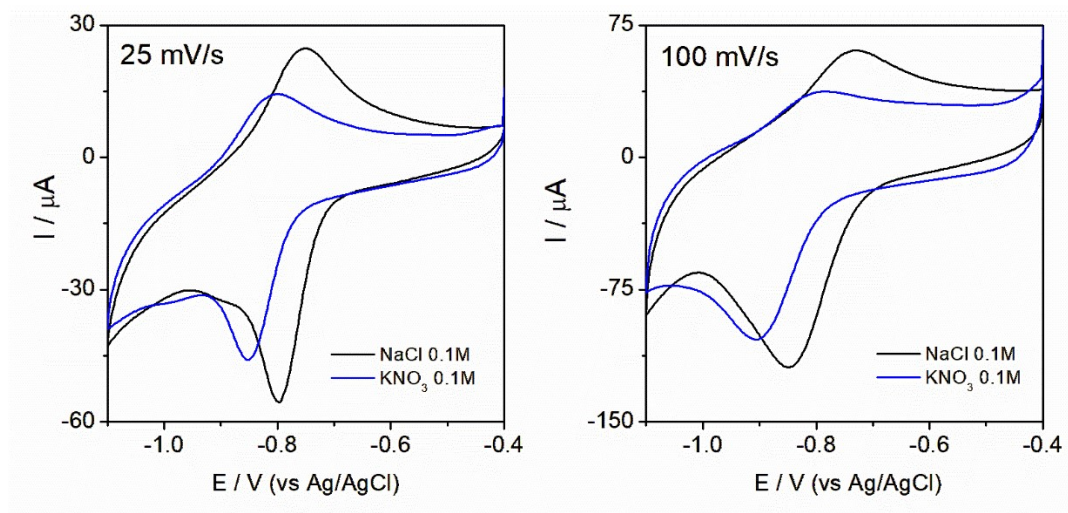 25 mV/s
30
0
-30
-60
I / μA
-1.0
-0.8
-0.6
-0.4
E / V (vs Ag/AgCl)
NaCl 0.1M
KNO₃ 0.1M
100 mV/s
75
0
-75
-150
I / μA
-1.0
-0.8
-0.6
-0.4
E / V (vs Ag/AgCl)
NaCl 0.1M
KNO₃ 0.1M